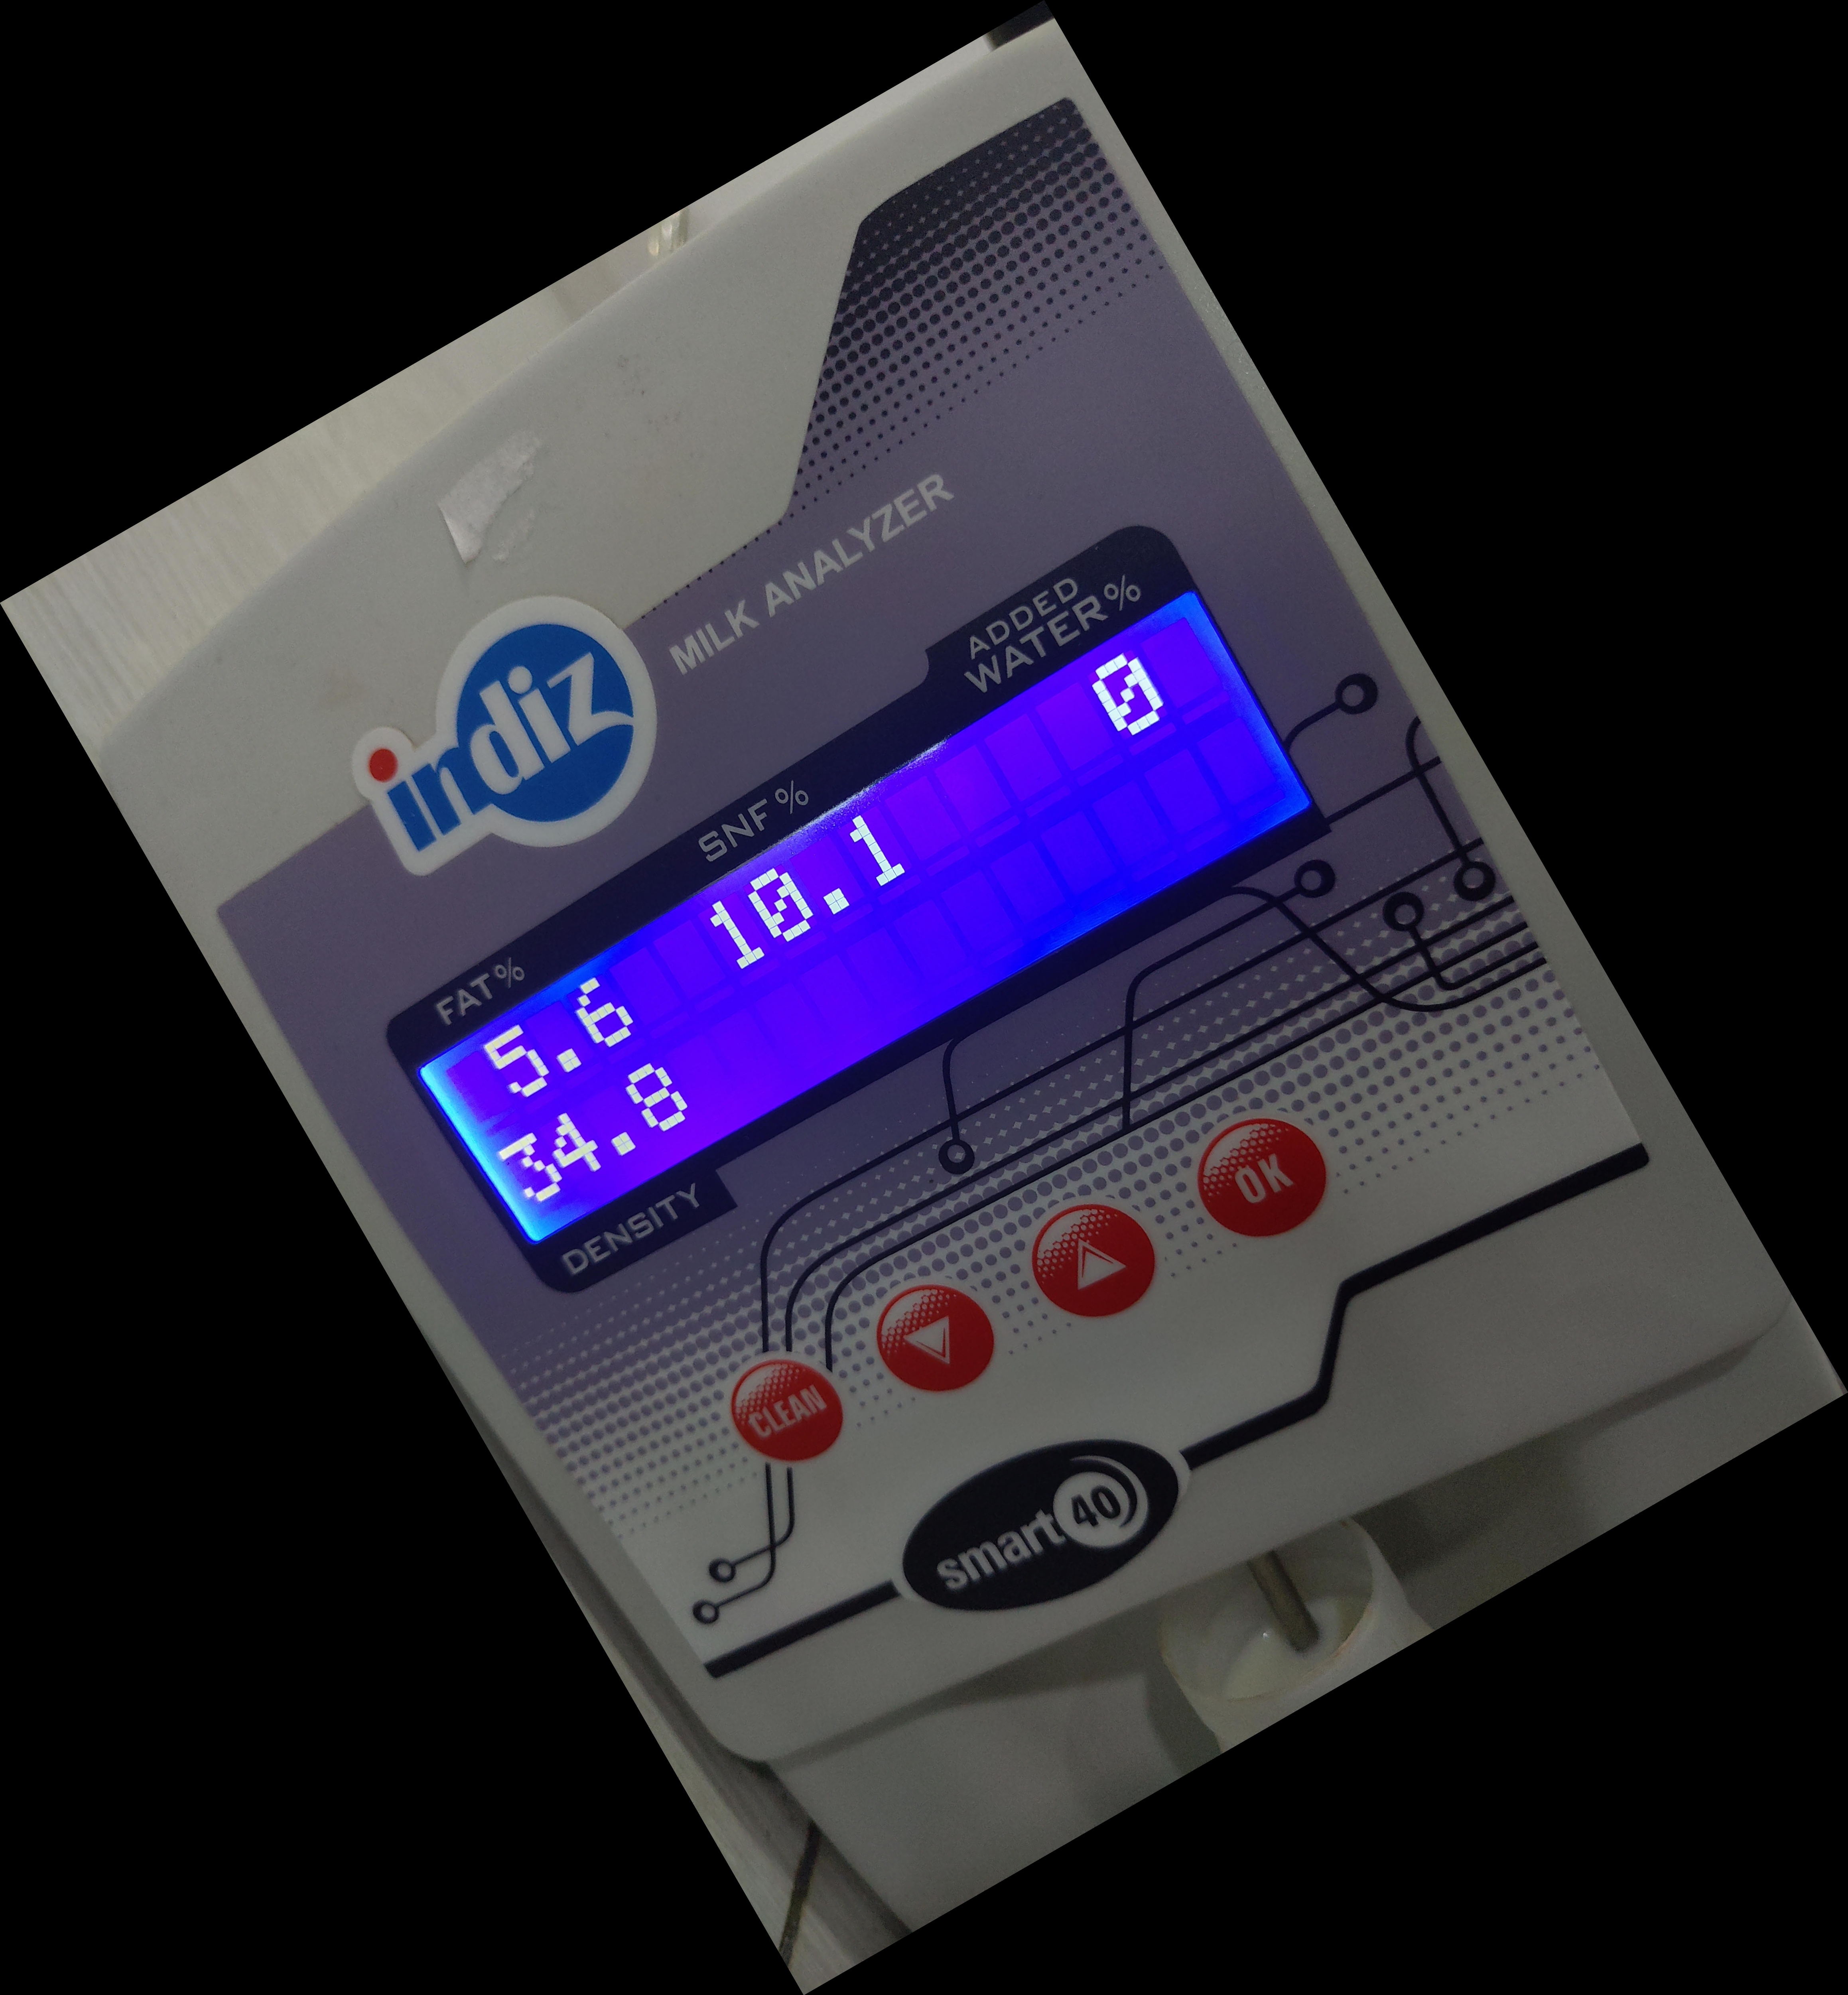 indiz
MILK ANALYZER
FAT% SNF% ADDED WATER%
5.6 10.1 0
34.8
DENSITY
CLEAN OK
smart 40